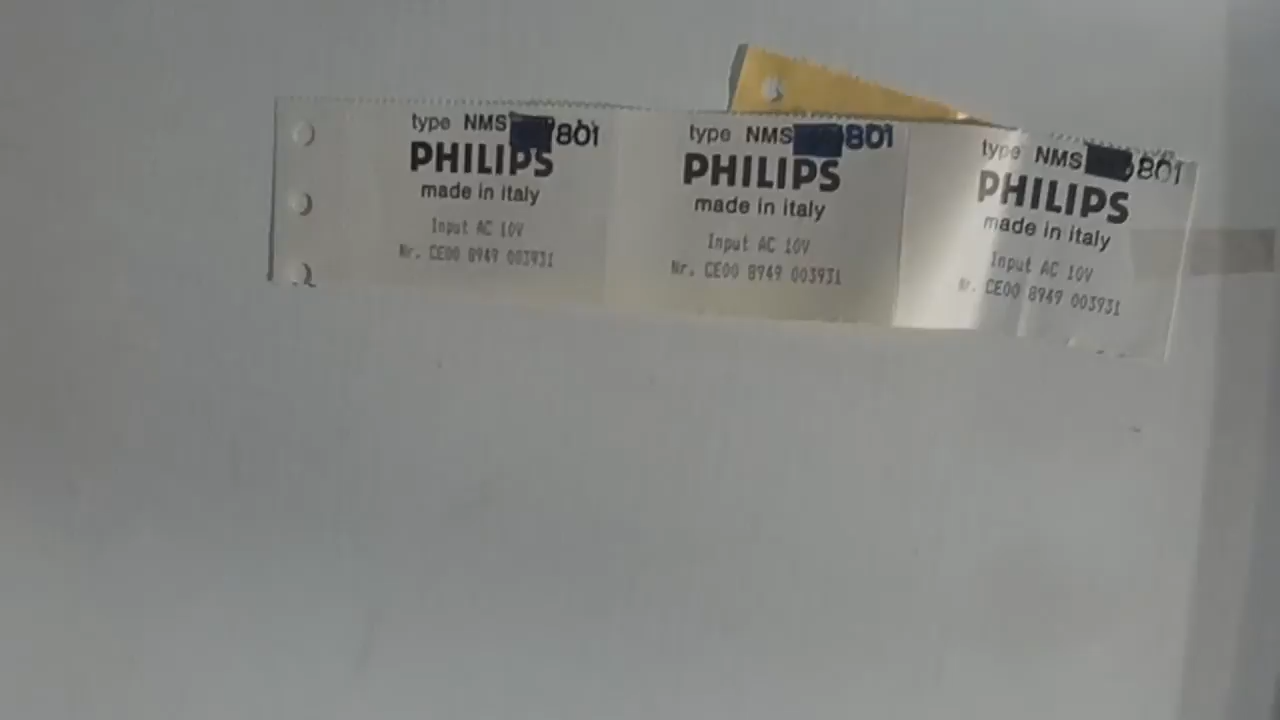 type NMS 801
PHILIPS
made in italy
Input AC 10V
Nr. CE00 8949 003931
type NMS 801
PHILIPS
made in italy
Input AC 10V
Nr. CE00 8949 003931
type NMS 801
PHILIPS
made in italy
Input AC 10V
Nr. CE00 8949 003931